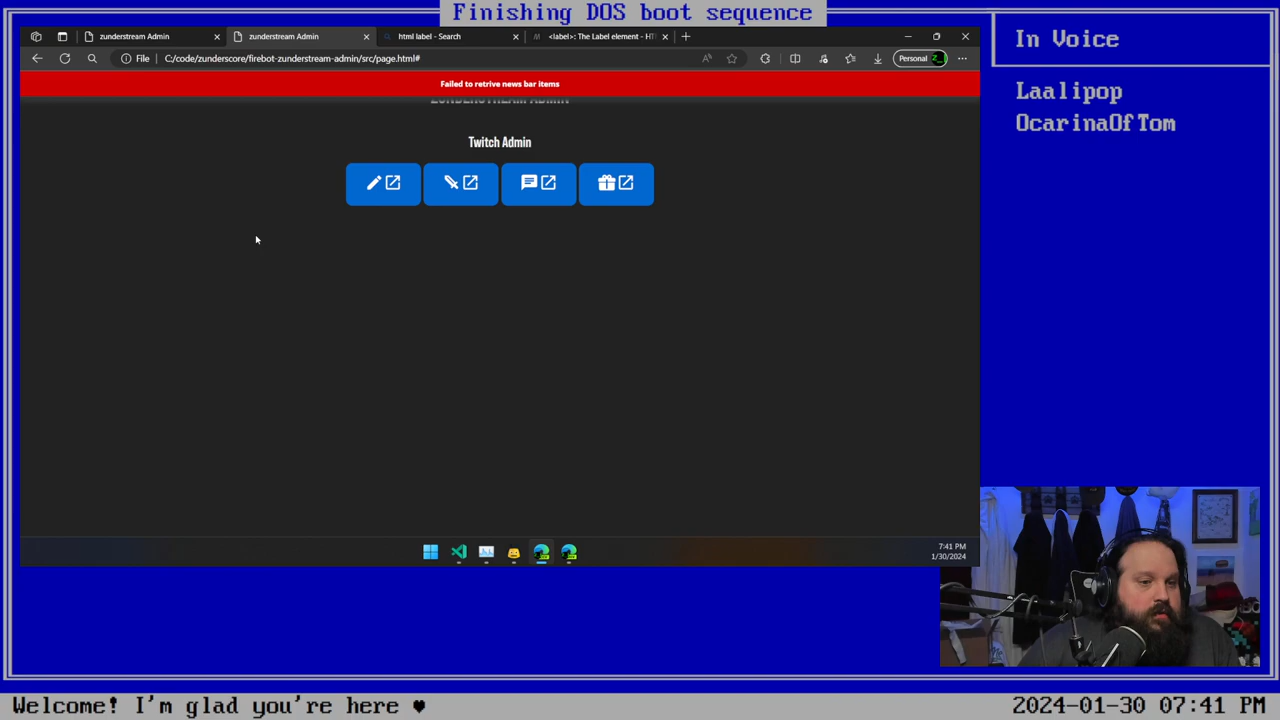 Finishing DOS boot sequence
In Voice
Laalipop
OcarinaOfTom
zunderstream Admin
zunderstream Admin
html label - Search
<label>: The Label element - HT
File
C:/code/zunderscore/firebot-zunderstream-admin/src/page.html#
Personal
Failed to retrive news bar items
ZUNDERSTREAM ADMIN
Twitch Admin
7:41 PM
1/30/2024
Welcome! I'm glad you're here ♥
2024-01-30 07:41 PM